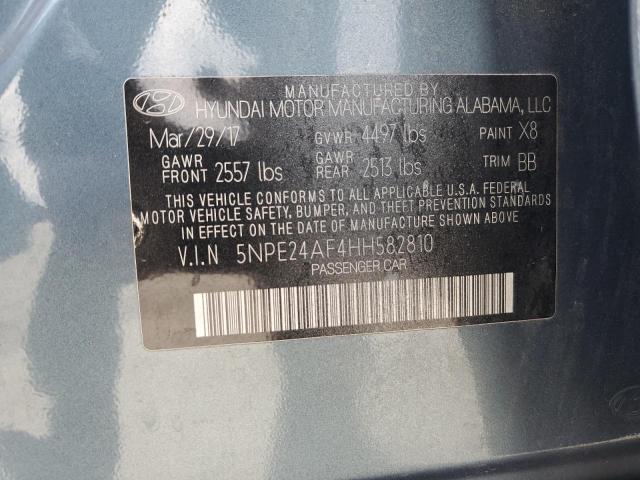 MANUFACTURED BY
HYUNDAI MOTOR MANUFACTURING ALABAMA, LLC
Mar/29/17 GVWR 4497 lbs PAINT X8
GAWR FRONT 2557 lbs GAWR REAR 2513 lbs TRIM BB
THIS VEHICLE CONFORMS TO ALL APPLICABLE U.S.A. FEDERAL
MOTOR VEHICLE SAFETY, BUMPER, AND THEFT PREVENTION STANDARDS
IN EFFECT ON THE DATE OF MANUFACTURE SHOWN ABOVE.
V.I.N 5NPE24AF4HH582810
PASSENGER CAR